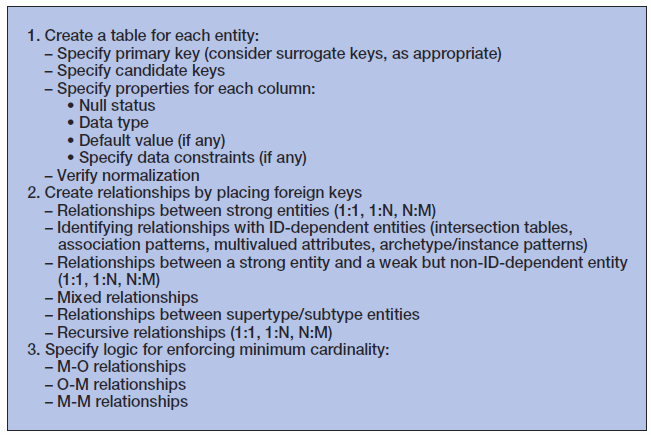 1. Create a table for each entity:
– Specify primary key (consider surrogate keys, as appropriate)
– Specify candidate keys
– Specify properties for each column:
• Null status
• Data type
• Default value (if any)
• Specify data constraints (if any)
– Verify normalization
2. Create relationships by placing foreign keys
– Relationships between strong entities (1:1, 1:N, N:M)
– Identifying relationships with ID-dependent entities (intersection tables,
association patterns, multivalued attributes, archetype/instance patterns)
– Relationships between a strong entity and a weak but non-ID-dependent entity
(1:1, 1:N, N:M)
– Mixed relationships
– Relationships between supertype/subtype entities
– Recursive relationships (1:1, 1:N, N:M)
3. Specify logic for enforcing minimum cardinality:
– M-O relationships
– O-M relationships
– M-M relationships